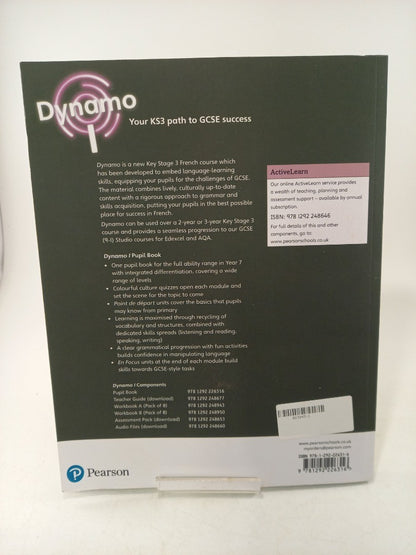 Dynamo
1
Your KS3 path to GCSE success
Dynamo is a new Key Stage 3 French course which
has been developed to embed language-learning
skills, equipping your pupils for the challenges of GCSE.
The material combines lively, culturally up-to-date
content with a rigorous approach to grammar and
skills acquisition, putting your pupils in the best possible
place for success in French.
Dynamo can be used over a 2-year or 3-year Key Stage 3
course and provides a seamless progression to our GCSE
(9-1) Studio courses for Edexcel and AQA.
Dynamo 1 Pupil Book
• One pupil book for the full ability range in Year 7
with integrated differentiation, covering a wide
range of levels
• Colourful culture quizzes open each module and
set the scene for the topic to come
• Point de départ units cover the basics that pupils
may know from primary
• Learning is maximised through recycling of
vocabulary and structures, combined with
dedicated skills spreads (listening and reading,
speaking, writing)
• A clear grammatical progression with fun activities
builds confidence in manipulating language
• En Focus units at the end of each module build
skills towards GCSE-style tasks
Dynamo 1 Components
Pupil Book 978 1292 226316
Teacher Guide (download) 978 1292 248677
Workbook A (Pack of 8) 978 1292 248943
Workbook B (Pack of 8) 978 1292 248950
Assessment Pack (download) 978 1292 248653
Audio Files (download) 978 1292 248660
ActiveLearn
Our online ActiveLearn service provides
a wealth of teaching, planning and
assessment support – available by annual
subscription.
ISBN: 978 1292 248646
For full details of this and other
components, go to:
www.pearsonschools.co.uk
www.pearsonschools.co.uk
myorders@pearson.com
Pearson